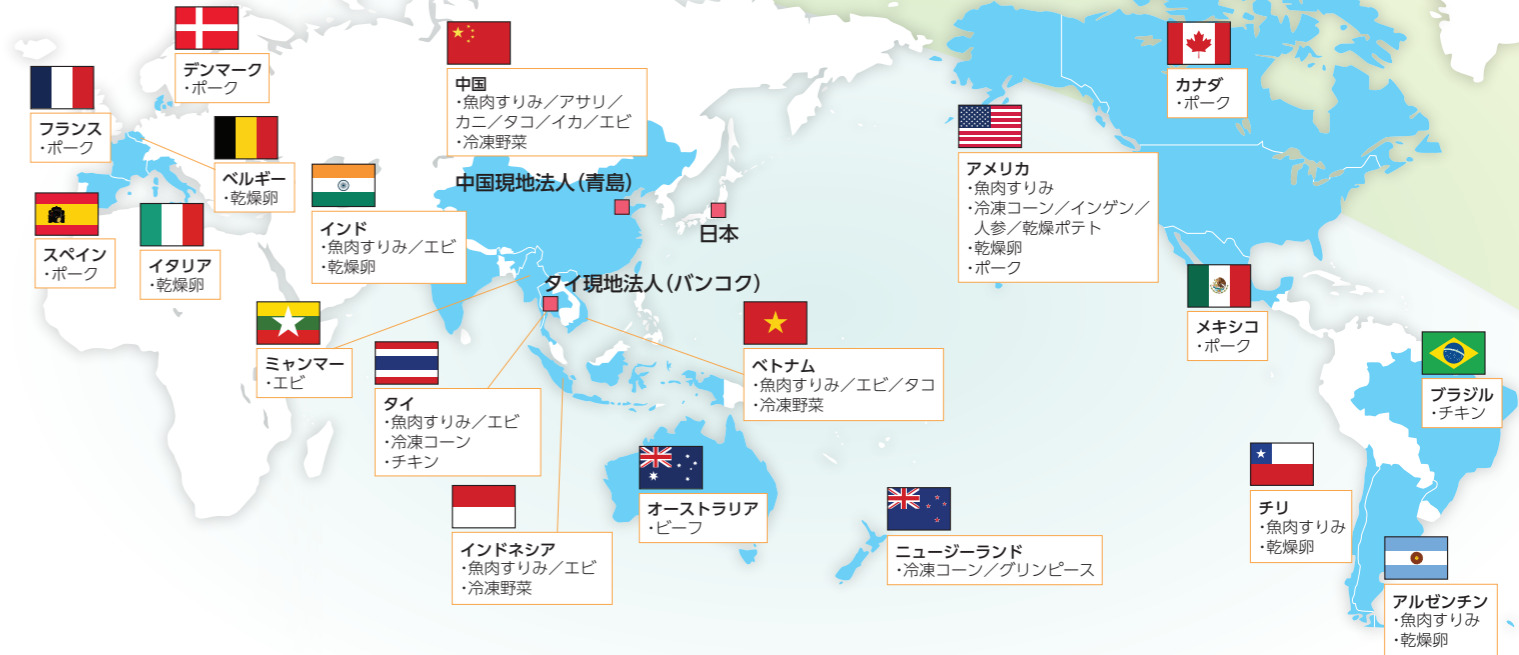 デンマーク
・ポーク
フランス
・ポーク
ベルギー
・乾燥卵
スペイン
・ポーク
イタリア
・乾燥卵
中国
・魚肉すりみ／アサリ／
カニ／タコ／イカ／エビ
・冷凍野菜
中国現地法人（青島）
日本
インド
・魚肉すりみ／エビ
・乾燥卵
タイ現地法人（バンコク）
ミャンマー
・エビ
タイ
・魚肉すりみ／エビ
・冷凍コーン
・チキン
ベトナム
・魚肉すりみ／エビ／タコ
・冷凍野菜
インドネシア
・魚肉すりみ／エビ
・冷凍野菜
オーストラリア
・ビーフ
ニュージーランド
・冷凍コーン／グリンピース
カナダ
・ポーク
アメリカ
・魚肉すりみ
・冷凍コーン／インゲン／
人参／乾燥ポテト
・乾燥卵
・ポーク
メキシコ
・ポーク
ブラジル
・チキン
チリ
・魚肉すりみ
・乾燥卵
アルゼンチン
・魚肉すりみ
・乾燥卵